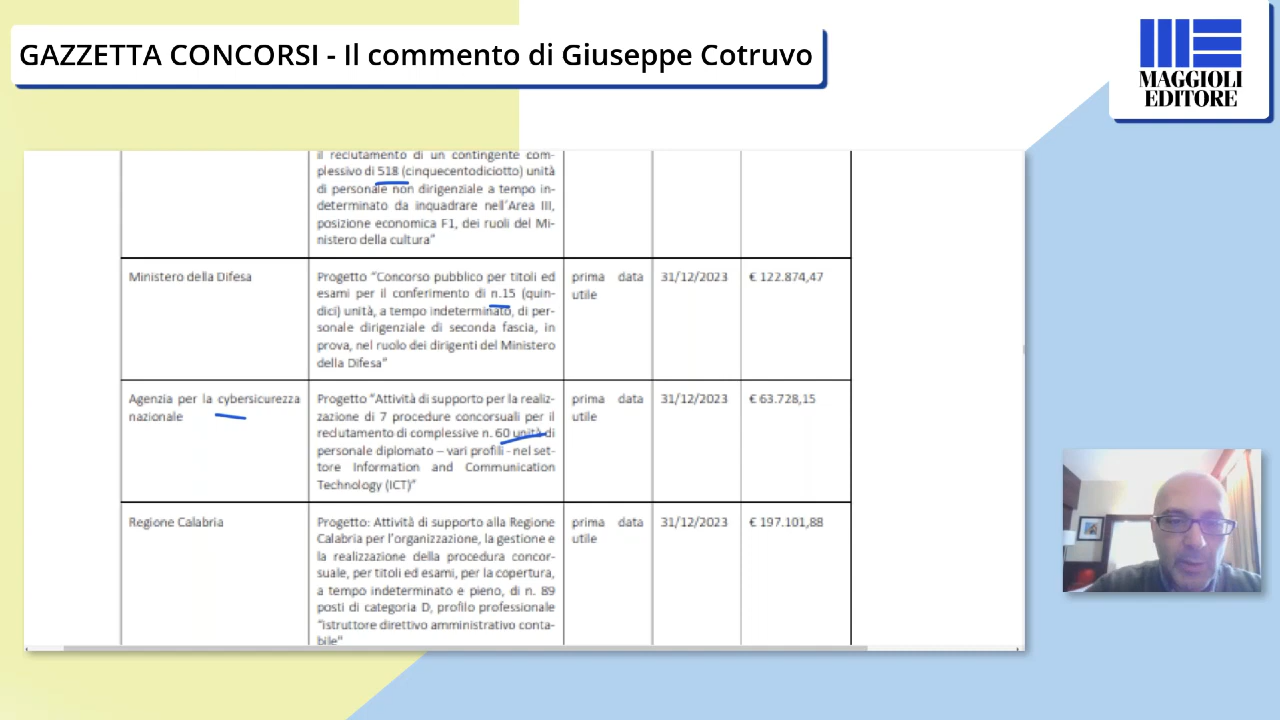 GAZZETTA CONCORSI - Il commento di Giuseppe Cotruvo
MAGGIOLI
EDITORE
il reclutamento di un contingente com-
plessivo di 518 (cinquecentodiciotto) unità
di personale non dirigenziale a tempo in-
determinato da inquadrare nell'Area III,
posizione economica F1, dei ruoli del Mi-
nistero della cultura"
Ministero della Difesa
Progetto "Concorso pubblico per titoli ed
esami per il conferimento di n.15 (quin-
dici) unità, a tempo indeterminato, di per-
sonale dirigenziale di seconda fascia, in
prova, nel ruolo dei dirigenti del Ministero
della Difesa"
prima data
utile
31/12/2023
€ 122.874,47
Agenzia per la cybersicurezza
nazionale
Progetto "Attività di supporto per la realiz-
zazione di 7 procedure concorsuali per il
reclutamento di complessive n. 60 unità di
personale diplomato – vari profili - nel set-
tore Information and Communication
Technology (ICT)"
prima data
utile
31/12/2023
€ 63.728,15
Regione Calabria
Progetto: Attività di supporto alla Regione
Calabria per l'organizzazione, la gestione e
la realizzazione della procedura concor-
suale, per titoli ed esami, per la copertura,
a tempo indeterminato e pieno, di n. 89
posti di categoria D, profilo professionale
"istruttore direttivo amministrativo conta-
bile"
prima data
utile
31/12/2023
€ 197.101,88